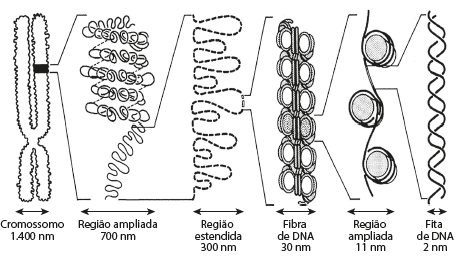 Cromossomo
1.400 nm
Região ampliada
700 nm
Região
estendida
300 nm
Fibra
de DNA
30 nm
Região
ampliada
11 nm
Fita
de DNA
2 nm